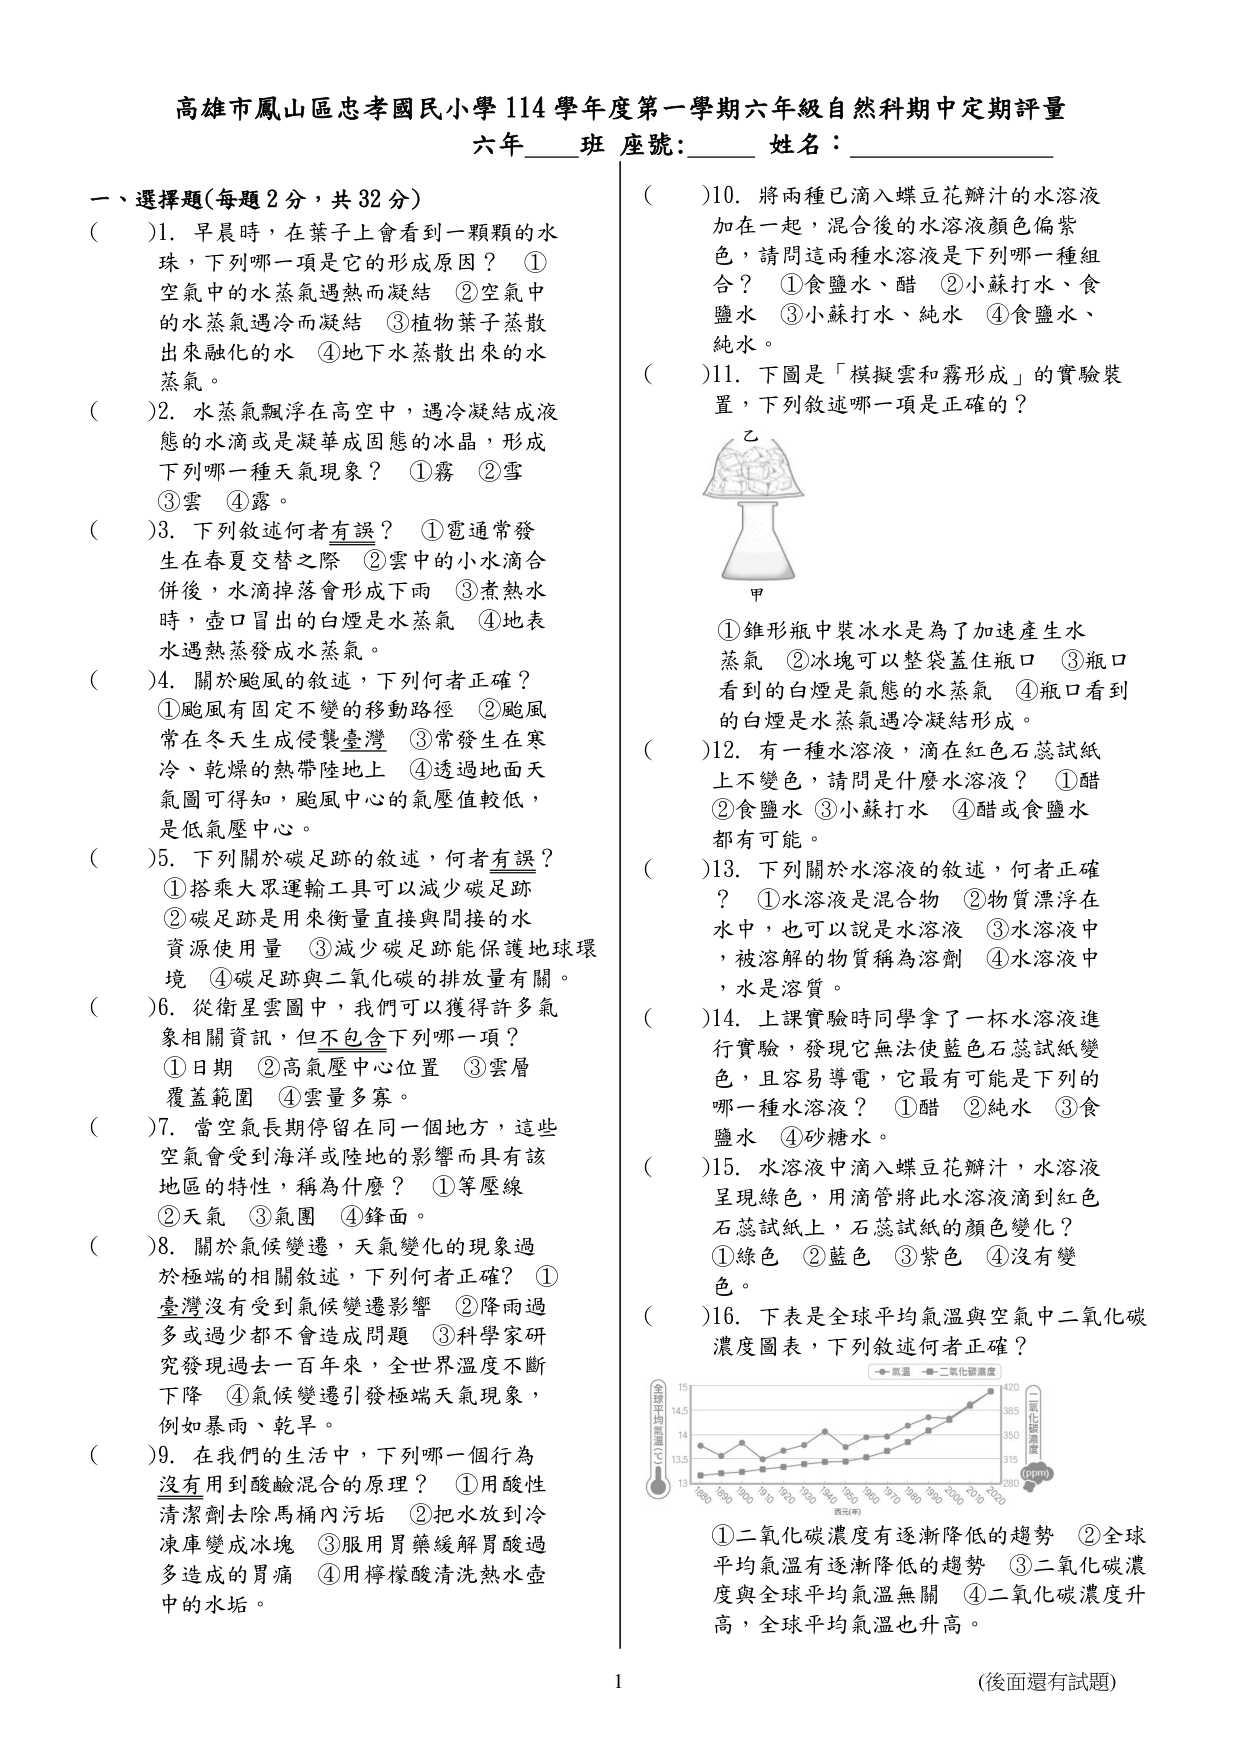 高雄市鳳山區忠孝國民小學 114 學年度第一學期六年級自然科期中定期評量
六年____班 座號:_____ 姓名：_______________
一、選擇題(每題 2 分，共 32 分)
(　　)1. 早晨時，在葉子上會看到一顆顆的水
珠，下列哪一項是它的形成原因？　①
空氣中的水蒸氣遇熱而凝結　②空氣中
的水蒸氣遇冷而凝結　③植物葉子蒸散
出來融化的水　④地下水蒸散出來的水
蒸氣。
(　　)2. 水蒸氣飄浮在高空中，遇冷凝結成液
態的水滴或是凝華成固態的冰晶，形成
下列哪一種天氣現象？　①霧　②雪
③雲　④露。
(　　)3. 下列敘述何者有誤？　①雹通常發
生在春夏交替之際　②雲中的小水滴合
併後，水滴掉落會形成下雨　③煮熱水
時，壺口冒出的白煙是水蒸氣　④地表
水遇熱蒸發成水蒸氣。
(　　)4. 關於颱風的敘述，下列何者正確？
①颱風有固定不變的移動路徑　②颱風
常在冬天生成侵襲臺灣　③常發生在寒
冷、乾燥的熱帶陸地上　④透過地面天
氣圖可得知，颱風中心的氣壓值較低，
是低氣壓中心。
(　　)5. 下列關於碳足跡的敘述，何者有誤？
①搭乘大眾運輸工具可以減少碳足跡
②碳足跡是用來衡量直接與間接的水
資源使用量　③減少碳足跡能保護地球環
境　④碳足跡與二氧化碳的排放量有關。
(　　)6. 從衛星雲圖中，我們可以獲得許多氣
象相關資訊，但不包含下列哪一項？
①日期　②高氣壓中心位置　③雲層
覆蓋範圍　④雲量多寡。
(　　)7. 當空氣長期停留在同一個地方，這些
空氣會受到海洋或陸地的影響而具有該
地區的特性，稱為什麼？　①等壓線
②天氣　③氣團　④鋒面。
(　　)8. 關於氣候變遷，天氣變化的現象過
於極端的相關敘述，下列何者正確？　①
臺灣沒有受到氣候變遷影響　②降雨過
多或過少都不會造成問題　③科學家研
究發現過去一百年來，全世界溫度不斷
下降　④氣候變遷引發極端天氣現象，
例如暴雨、乾旱。
(　　)9. 在我們的生活中，下列哪一個行為
沒有用到酸鹼混合的原理？　①用酸性
清潔劑去除馬桶內污垢　②把水放到冷
凍庫變成冰塊　③服用胃藥緩解胃酸過
多造成的胃痛　④用檸檬酸清洗熱水壺
中的水垢。
(　　)10. 將兩種已滴入蝶豆花瓣汁的水溶液
加在一起，混合後的水溶液顏色偏紫
色，請問這兩種水溶液是下列哪一種組
合？　①食鹽水、醋　②小蘇打水、食
鹽水　③小蘇打水、純水　④食鹽水、
純水。
(　　)11. 下圖是「模擬雲和霧形成」的實驗裝
置，下列敘述哪一項是正確的？
乙
甲
①錐形瓶中裝冰水是為了加速產生水
蒸氣　②冰塊可以整袋蓋住瓶口　③瓶口
看到的白煙是氣態的水蒸氣　④瓶口看到
的白煙是水蒸氣遇冷凝結形成。
(　　)12. 有一種水溶液，滴在紅色石蕊試紙
上不變色，請問是什麼水溶液？　①醋
②食鹽水 ③小蘇打水　④醋或食鹽水
都有可能。
(　　)13. 下列關於水溶液的敘述，何者正確
？　①水溶液是混合物　②物質漂浮在
水中，也可以說是水溶液　③水溶液中
，被溶解的物質稱為溶劑　④水溶液中
，水是溶質。
(　　)14. 上課實驗時同學拿了一杯水溶液進
行實驗，發現它無法使藍色石蕊試紙變
色，且容易導電，它最有可能是下列的
哪一種水溶液？　①醋　②純水　③食
鹽水　④砂糖水。
(　　)15. 水溶液中滴入蝶豆花瓣汁，水溶液
呈現綠色，用滴管將此水溶液滴到紅色
石蕊試紙上，石蕊試紙的顏色變化？
①綠色　②藍色　③紫色　④沒有變
色。
(　　)16. 下表是全球平均氣溫與空氣中二氧化碳
濃度圖表，下列敘述何者正確？
氣溫　二氧化碳濃度
全球平均氣溫(℃)
15
14.5
14
13.5
13
420
385
350
315
280
二氧化碳濃度
(ppm)
1880 1890 1900 1910 1920 1930 1940 1950 1960 1970 1980 1990 2000 2010 2020
西元(年)
①二氧化碳濃度有逐漸降低的趨勢　②全球
平均氣溫有逐漸降低的趨勢　③二氧化碳濃
度與全球平均氣溫無關　④二氧化碳濃度升
高，全球平均氣溫也升高。
1
(後面還有試題)